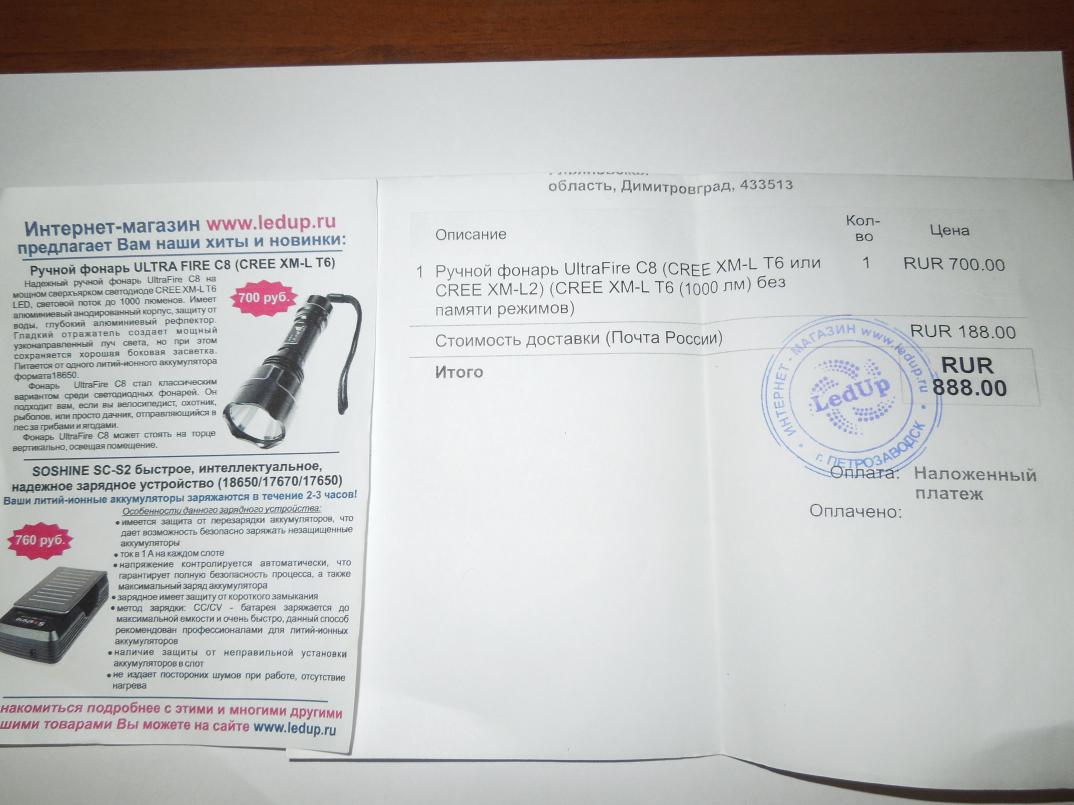 Интернет-магазин www.ledup.ru
предлагает Вам наши хиты и новинки:
Ручной фонарь ULTRA FIRE C8 (CREE XM-L T6)
Надежный ручной фонарь UltraFire C8 на
мощном сверхъярком светодиоде CREE XM-L T6
LED, световой поток до 1000 люменов. Имеет
алюминиевый анодированный корпус, защиту от
воды, глубокий алюминиевый рефлектор.
Гладкий отражатель создает мощный
узконаправленный луч света, но при этом
сохраняется хорошая боковая засветка.
Питается от одного литий-ионного аккумулятора
формата18650.
Фонарь UltraFire C8 стал классическим
вариантом среди светодиодных фонарей. Он
подходит вам, если вы велосипедист, охотник,
рыболов, или просто дачник, отправляющийся в
лес за грибами и ягодами.
Фонарь UltraFire C8 может стоять на торце
вертикально, освещая помещение.
700 руб.
SOSHINE SC-S2 быстрое, интеллектуальное,
надежное зарядное устройство (18650/17670/17650)
Ваши литий-ионные аккумуляторы заряжаются в течение 2-3 часов!
760 руб.
Особенности данного зарядного устройства:
•имеется защита от перезарядки аккумуляторов, что
дает возможность безопасно заряжать незащищенные
аккумуляторы
•ток в 1 А на каждом слоте
•напряжение контролируется автоматически, что
гарантирует полную безопасность процесса, а также
максимальный заряд аккумулятора
•зарядное имеет защиту от короткого замыкания
•метод зарядки: CC/CV - батарея заряжается до
максимальной емкости и очень быстро, данный способ
рекомендован профессионалами для литий-ионных
аккумуляторов
•наличие защиты от неправильной установки
аккумуляторов в слот
•не издает посторонних шумов при работе, отсутствие
нагрева
накомиться подробнее с этими и многими другими
шими товарами Вы можете на сайте www.ledup.ru
область, Димитровград, 433513
Описание Кол-во Цена
1 Ручной фонарь UltraFire C8 (CREE XM-L T6 или 1 RUR 700.00
CREE XM-L2) (CREE XM-L T6 (1000 лм) без
памяти режимов)
Стоимость доставки (Почта России) RUR 188.00
Итого RUR
888.00
ИНТЕРНЕТ - МАГАЗИН www.ledup.ru
LedUp
г. ПЕТРОЗАВОДСК
Оплата: Наложенный
платеж
Оплачено: